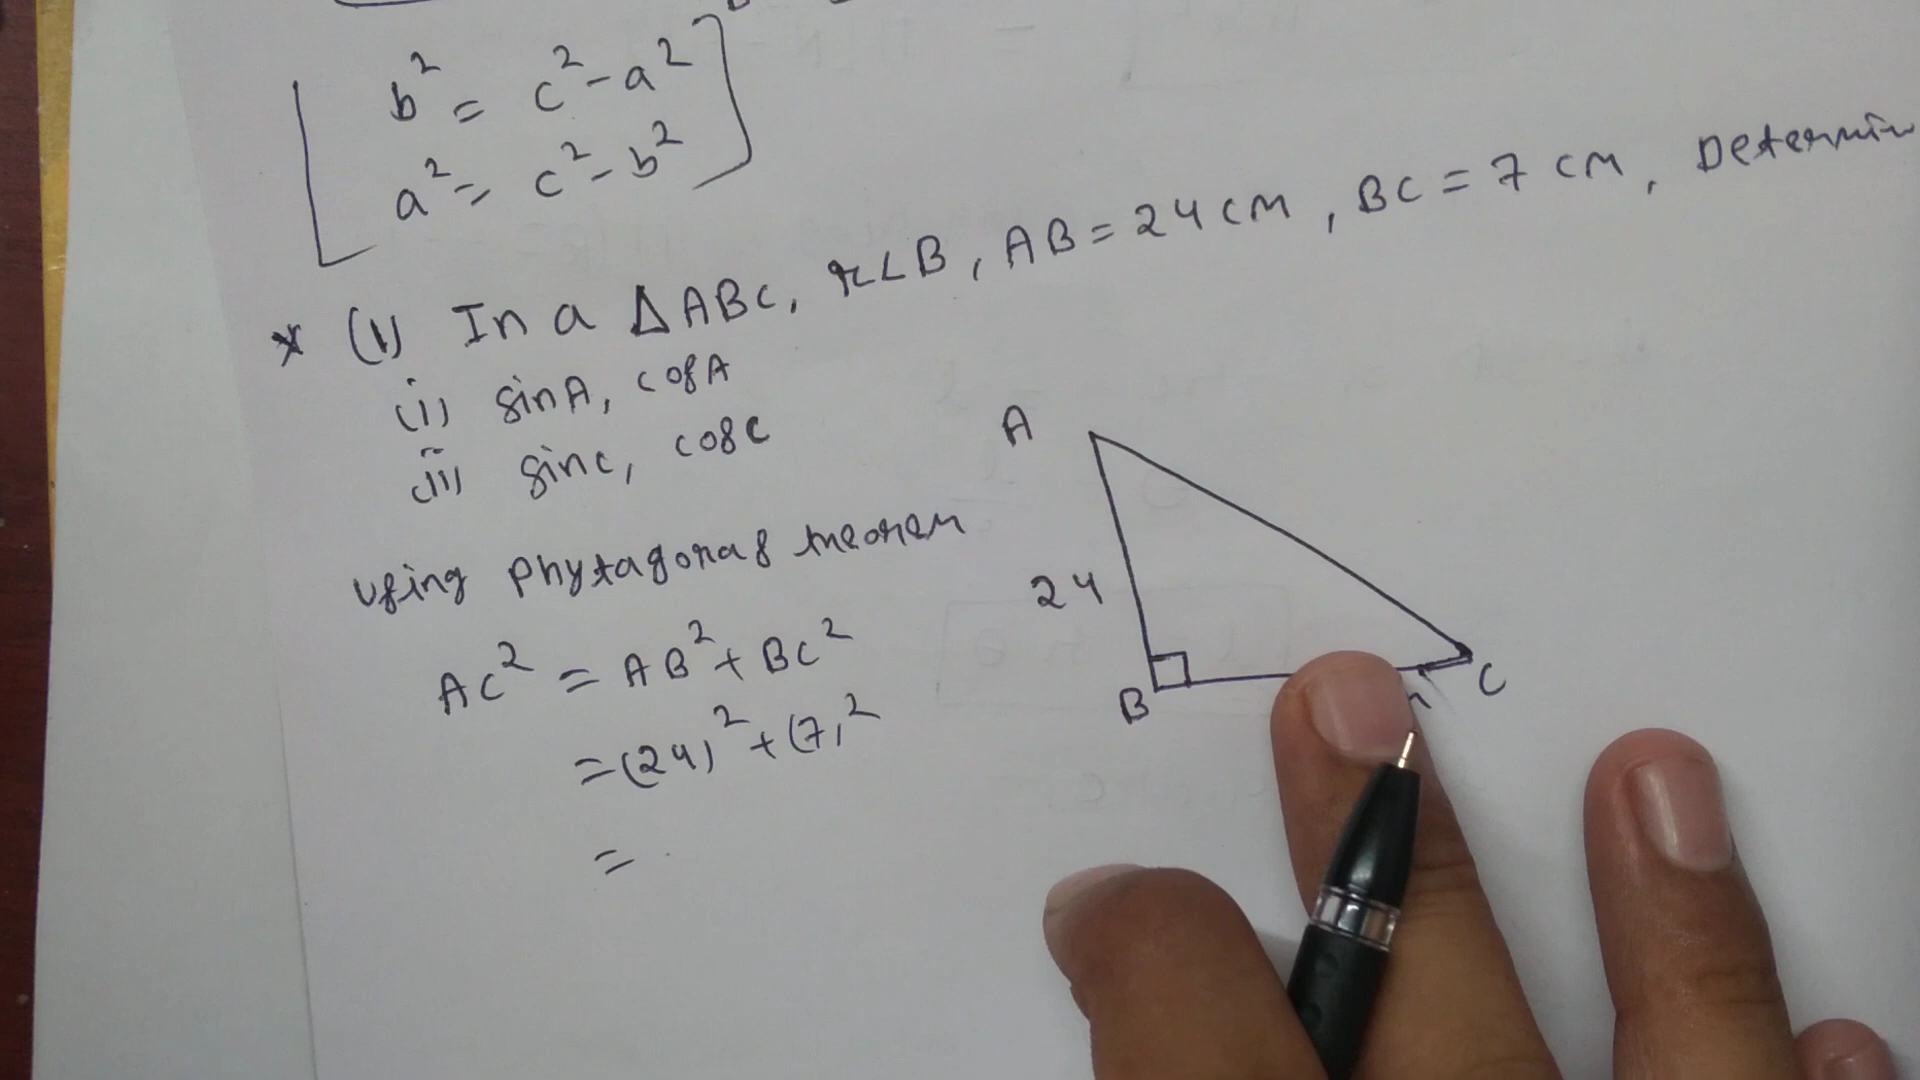 b² = c² - a²
a² = c² - b²
* (1) In a ΔABC, r∠B, AB = 24 cm, BC = 7 cm, Determin
(i) sinA, cosA
(ii) sinc, cosc
A
using Phytagoras theorem
24
AC² = AB² + BC²
B
C
= (24)² + (7)²
=